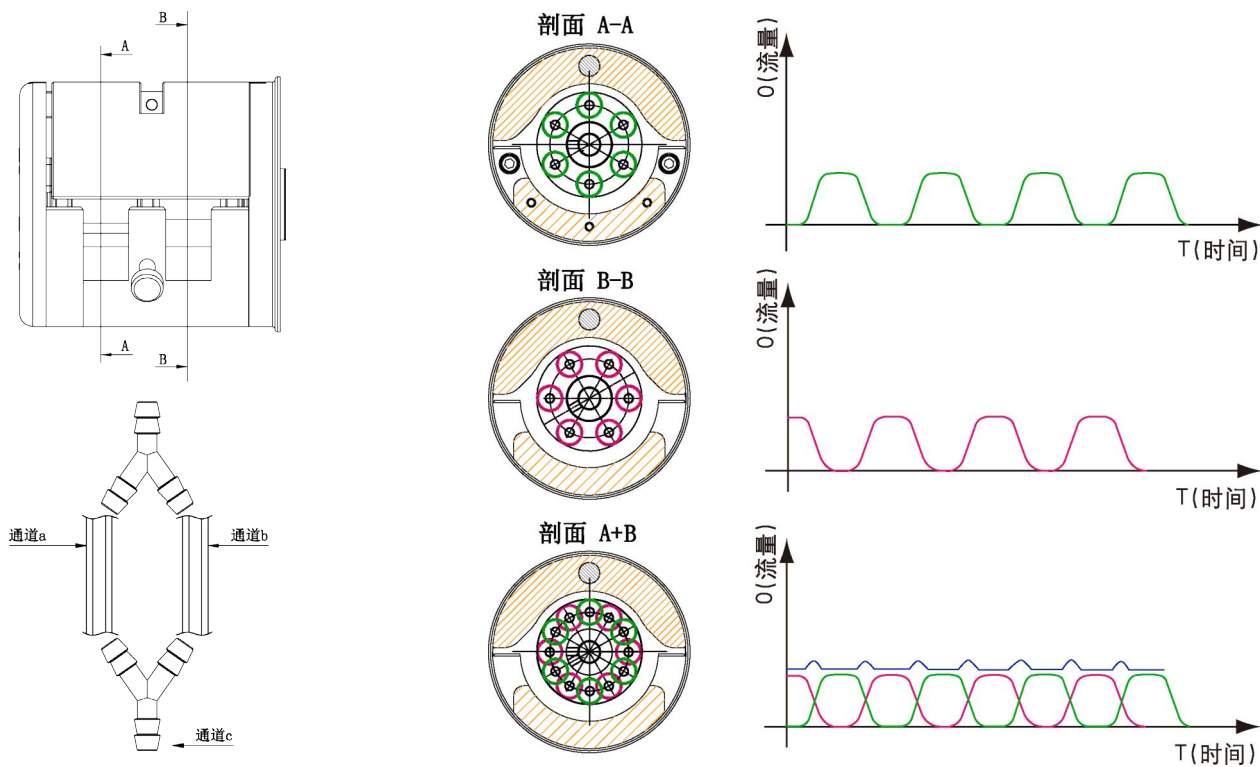 B
A
A
B
通道a
通道b
通道c
剖面 A-A
剖面 B-B
剖面 A+B
Q(流量)
T(时间)
Q(流量)
T(时间)
Q(流量)
T(时间)